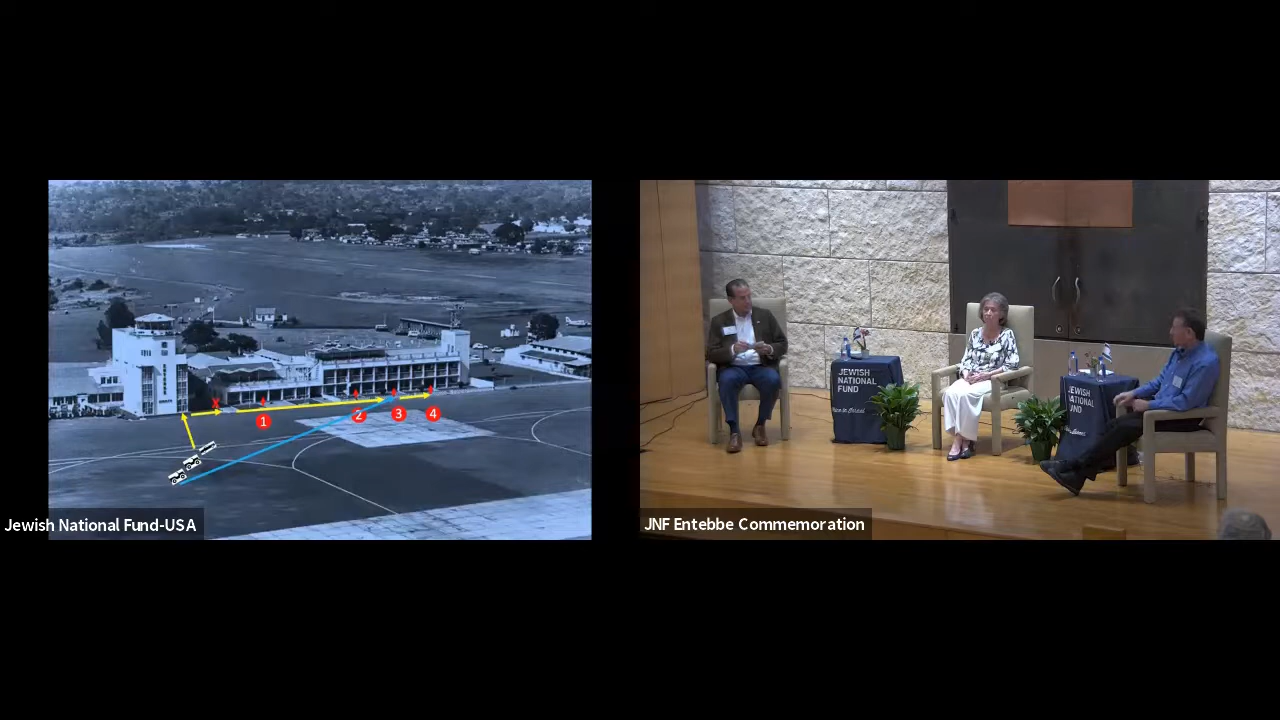 1
2
3
4
Jewish National Fund-USA
JEWISH
NATIONAL
FUND
JEWISH
NATIONAL
FUND
JNF Entebbe Commemoration